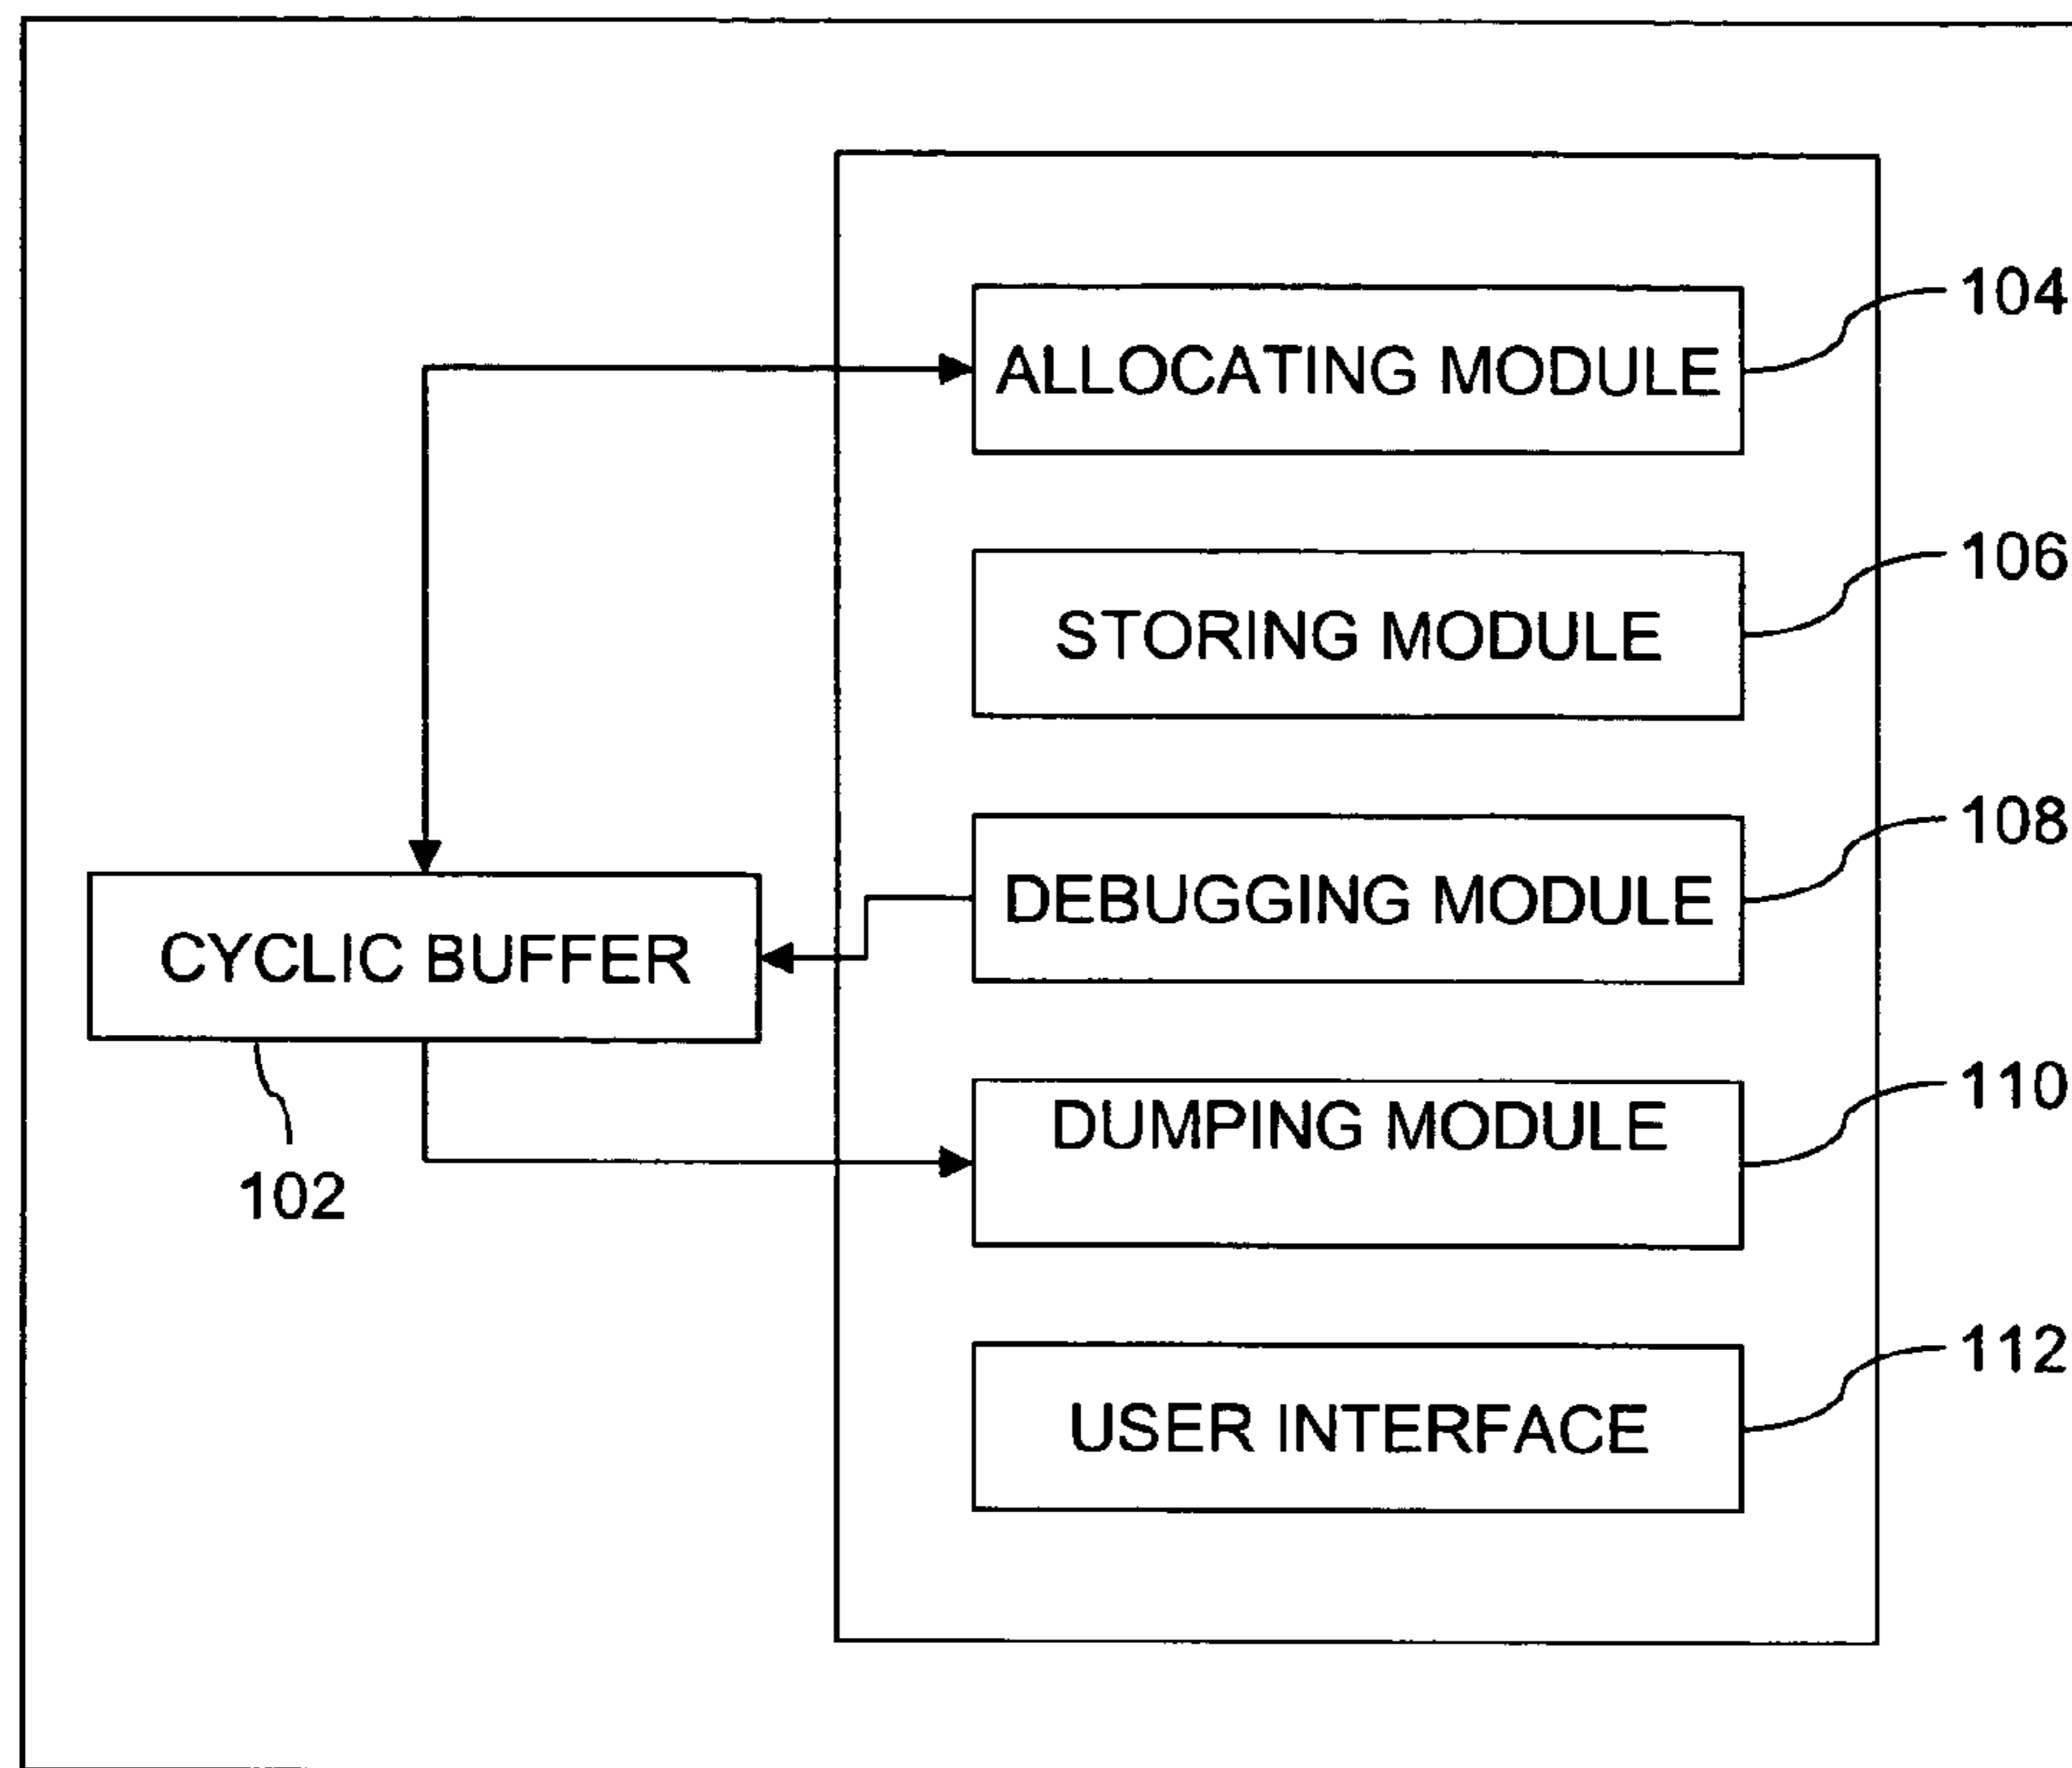 ALLOCATING MODULE
104
STORING MODULE
106
DEBUGGING MODULE
108
CYCLIC BUFFER
102
DUMPING MODULE
110
USER INTERFACE
112